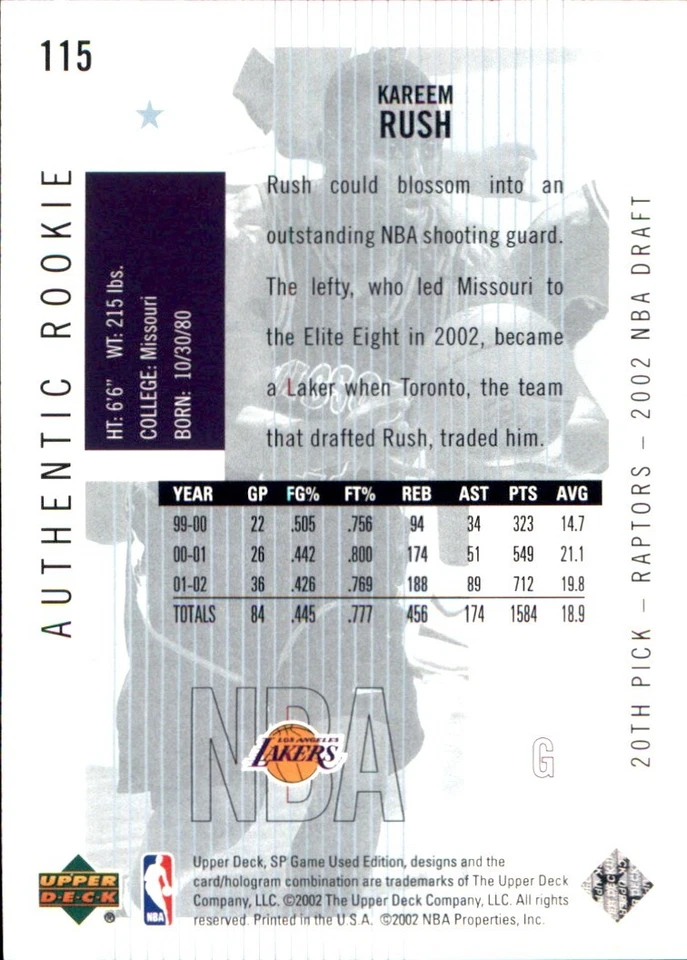 115
KAREEM
RUSH
AUTHENTIC ROOKIE
HT: 6'6" WT: 215 lbs.
COLLEGE: Missouri
BORN: 10/30/80
Rush could blossom into an
outstanding NBA shooting guard.
The lefty, who led Missouri to
the Elite Eight in 2002, became
a Laker when Toronto, the team
that drafted Rush, traded him.
20TH PICK – RAPTORS – 2002 NBA DRAFT
YEAR GP FG% FT% REB AST PTS AVG
99-00 22 .505 .756 94 34 323 14.7
00-01 26 .442 .800 174 51 549 21.1
01-02 36 .426 .769 188 89 712 19.8
TOTALS 84 .445 .777 456 174 1584 18.9
NBA
LOS ANGELES
LAKERS
G
UPPER
DECK
®
NBA
Upper Deck, SP Game Used Edition, designs and the
card/hologram combination are trademarks of The Upper Deck
Company, LLC. ©2002 The Upper Deck Company, LLC. All rights
reserved. Printed in the U.S.A. ©2002 NBA Properties, Inc.